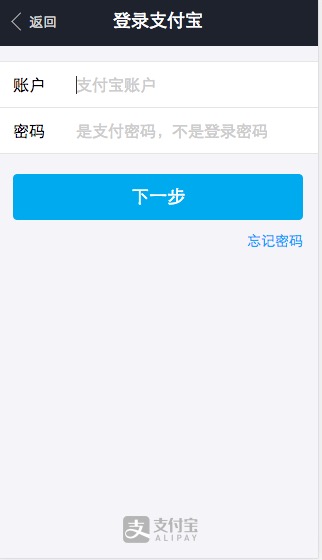 返回
登录支付宝
账户
支付宝账户
密码
是支付密码，不是登录密码
下一步
忘记密码
支 支付宝
ALIPAY